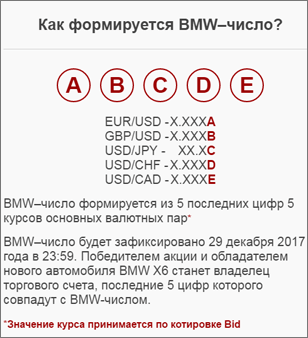 Как формируется BMW–число?
A B C D E
EUR/USD -X.XXXA
GBP/USD -X.XXXB
USD/JPY - XX.XC
USD/CHF -X.XXXD
USD/CAD -X.XXXE
BMW–число формируется из 5 последних цифр 5
курсов основных валютных пар*
BMW–число будет зафиксировано 29 декабря 2017
года в 23:59. Победителем акции и обладателем
нового автомобиля BMW X6 станет владелец
торгового счета, последние 5 цифр которого
совпадут с BMW-числом.
*Значение курса принимается по котировке Bid